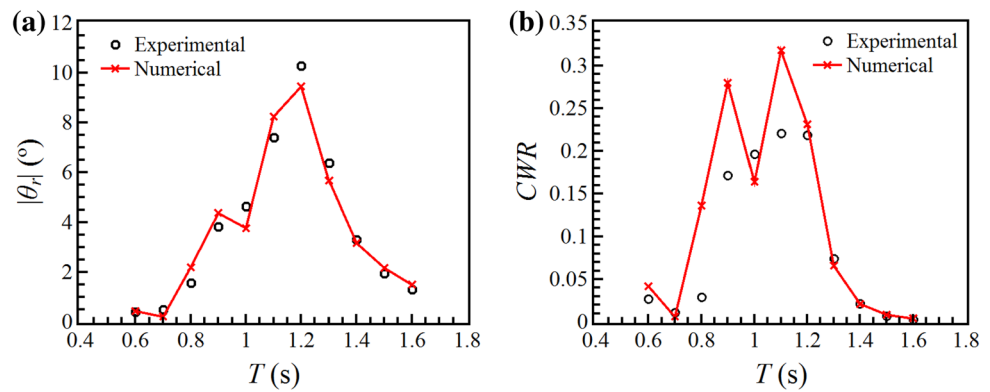 (a)
12
10
8
6
4
2
0
|θr| (°)
Experimental
Numerical
0.4 0.6 0.8 1 1.2 1.4 1.6 1.8
T (s)
(b)
0.35
0.3
0.25
0.2
0.15
0.1
0.05
0
CWR
Experimental
Numerical
0.4 0.6 0.8 1 1.2 1.4 1.6 1.8
T (s)